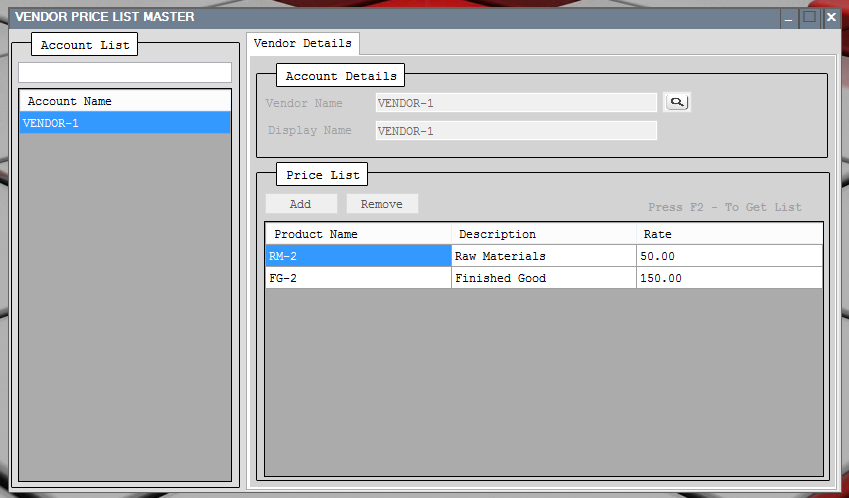 VENDOR PRICE LIST MASTER
Account List
Account Name
VENDOR-1
Vendor Details
Account Details
Vendor Name VENDOR-1
Display Name VENDOR-1
Price List
Add Remove Press F2 - To Get List
Product Name Description Rate
RM-2 Raw Materials 50.00
FG-2 Finished Good 150.00